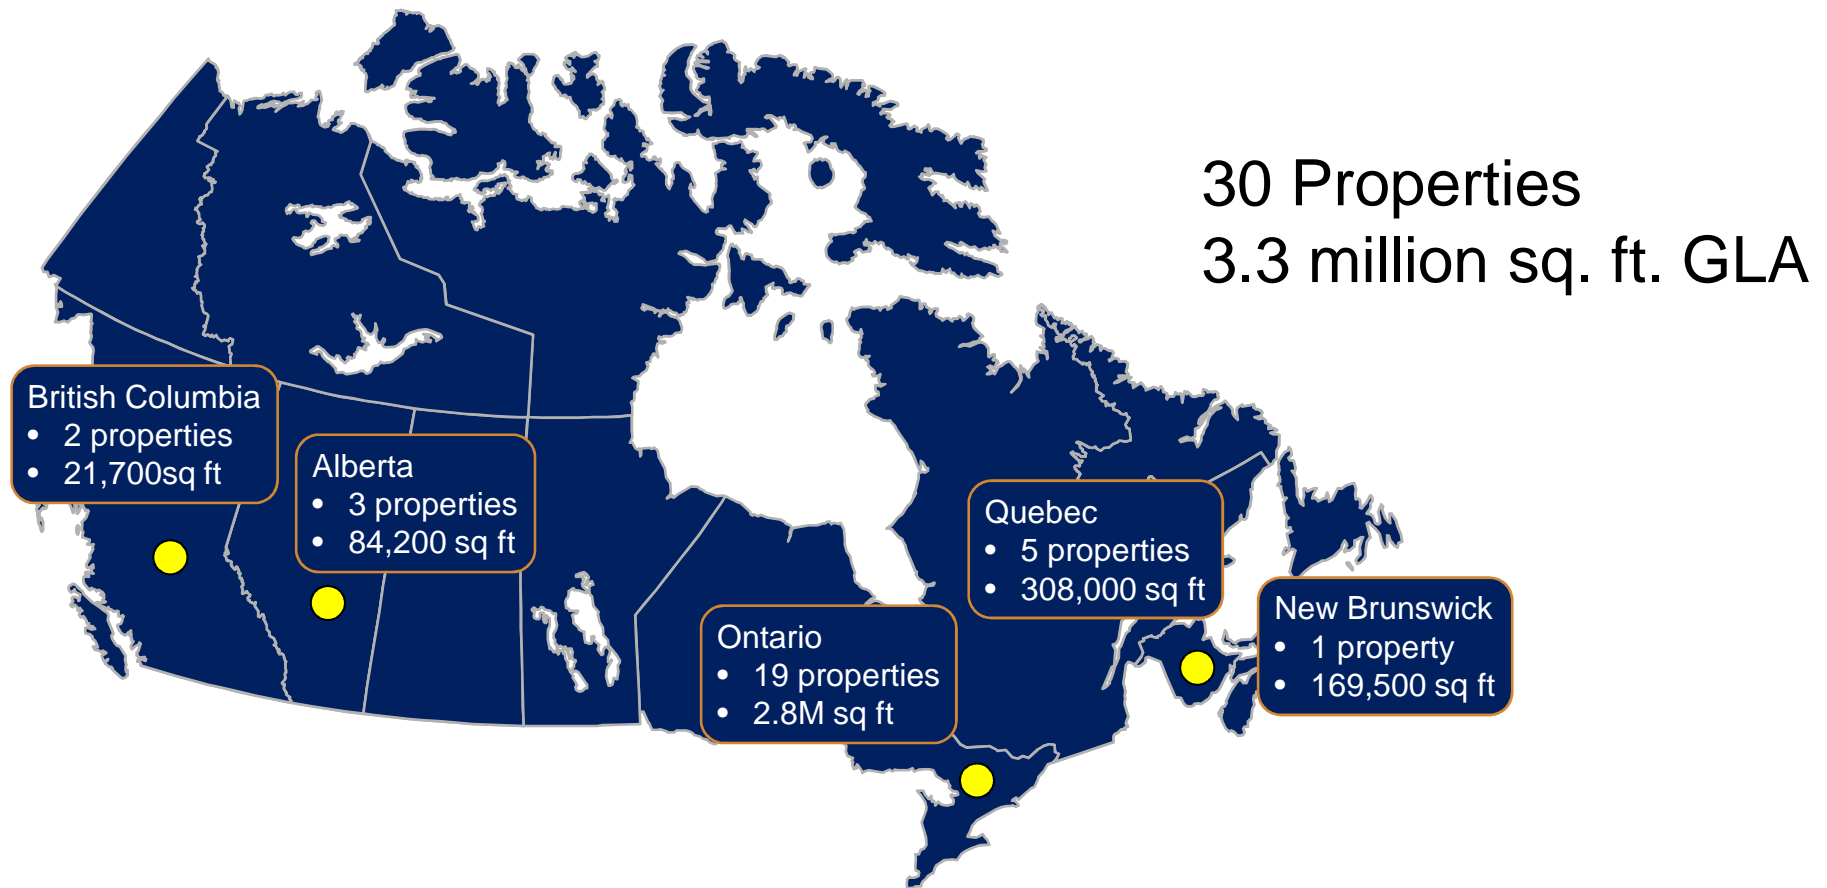 30 Properties
3.3 million sq. ft. GLA
British Columbia
• 2 properties
• 21,700sq ft
Alberta
• 3 properties
• 84,200 sq ft
Quebec
• 5 properties
• 308,000 sq ft
New Brunswick
• 1 property
• 169,500 sq ft
Ontario
• 19 properties
• 2.8M sq ft